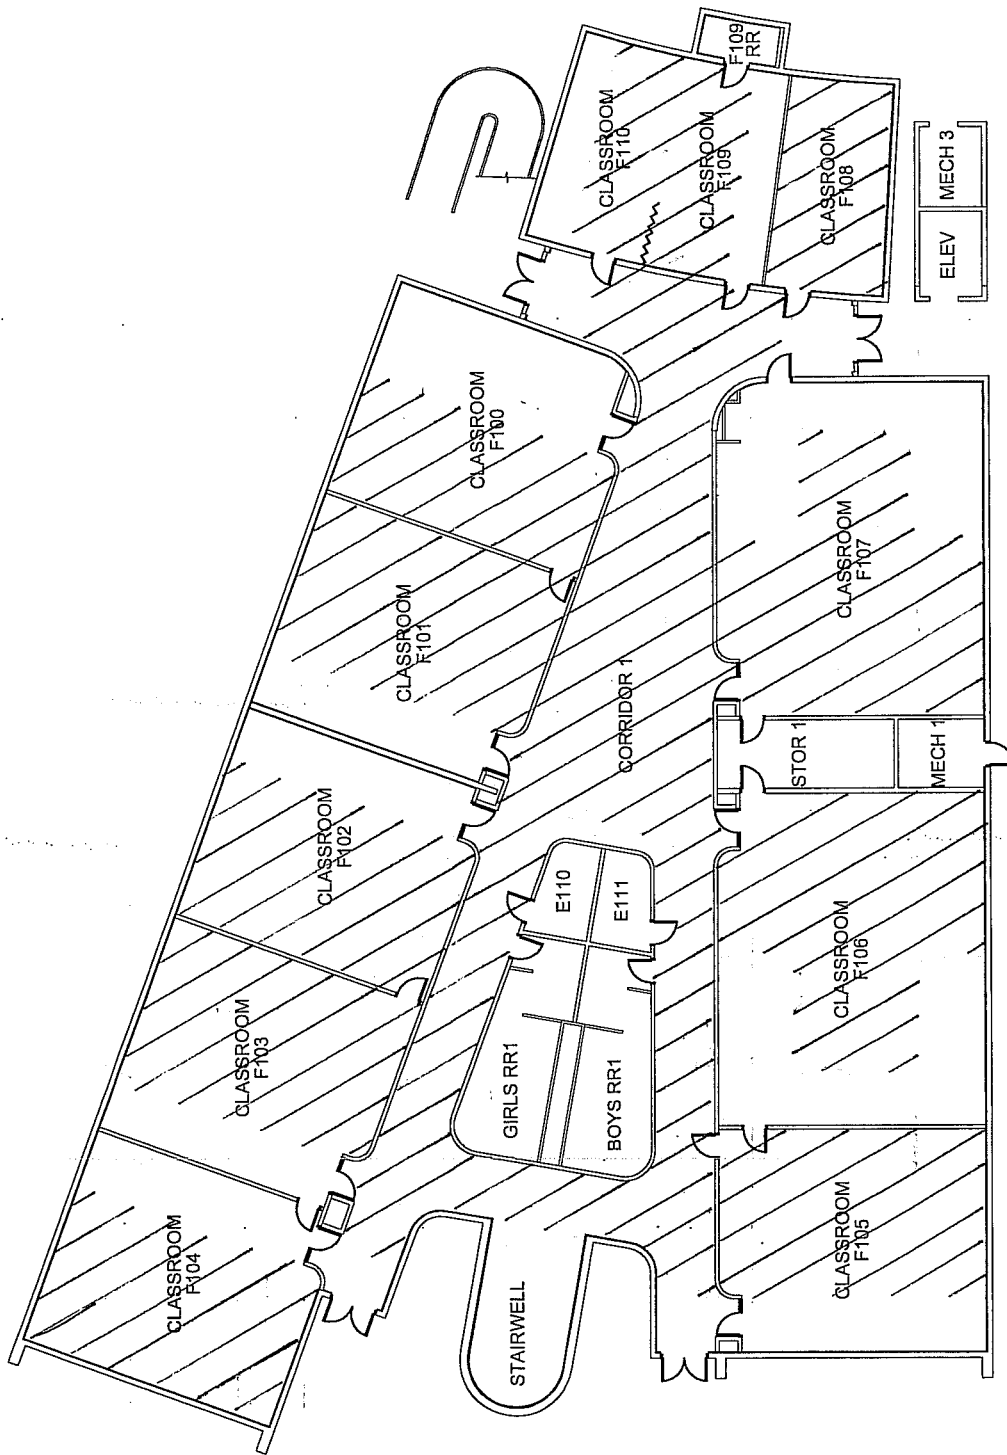 F109
RR
CLASSROOM
F110
CLASSROOM
F109
CLASSROOM
F108
MECH 3
ELEV
CLASSROOM
F100
CLASSROOM
F101
CLASSROOM
F107
CORRIDOR 1
STOR 1
MECH 1
CLASSROOM
F102
E110
E111
CLASSROOM
F106
CLASSROOM
F103
GIRLS RR1
BOYS RR1
CLASSROOM
F104
CLASSROOM
F105
STAIRWELL